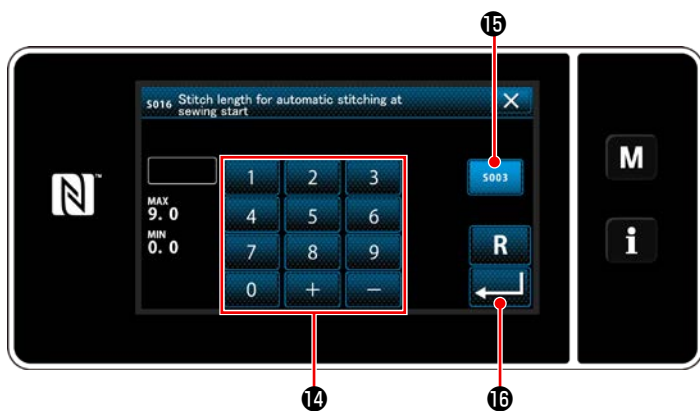 ⓯
S016 Stitch length for automatic stitching at
sewing start
X
1 2 3
S003
MAX
9. 0
4 5 6
MIN
0. 0
7 8 9
R
0 + −
M
i
N
™
⓮
⓰